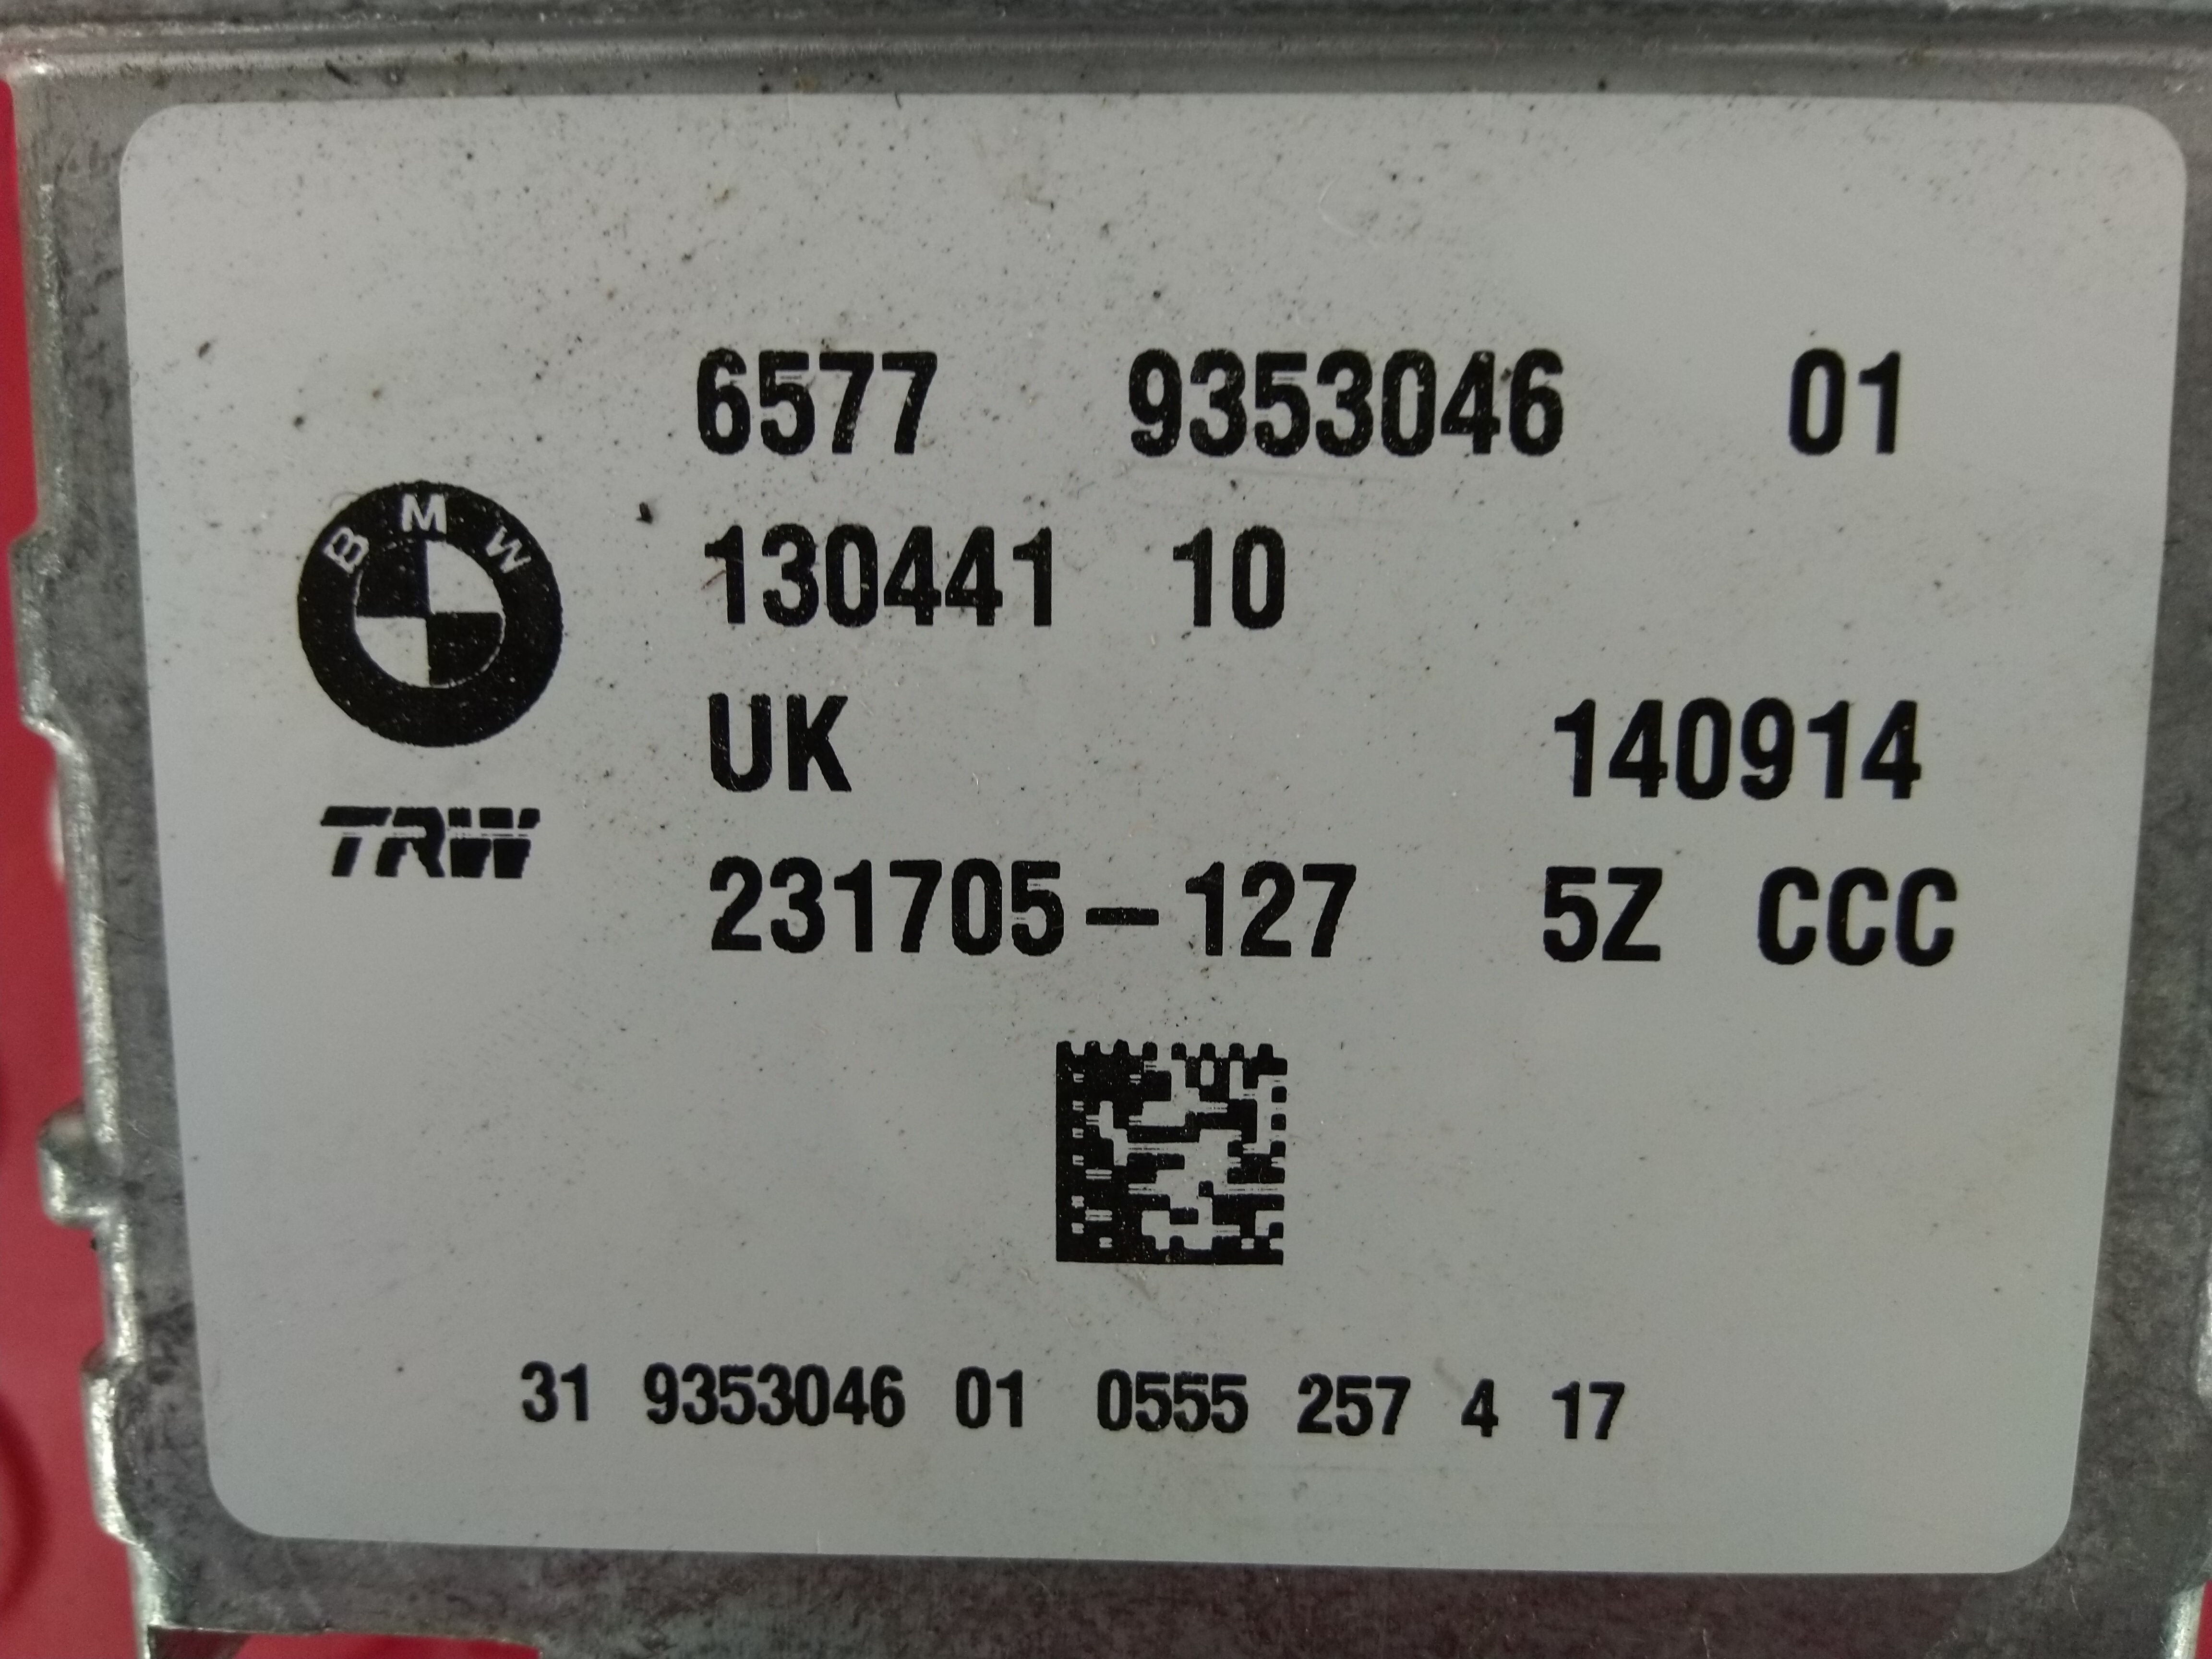 6577 9353046 01
130441 10
BMW
UK 140914
TRW
231705-127 5Z CCC
31 9353046 01 0555 257 4 17